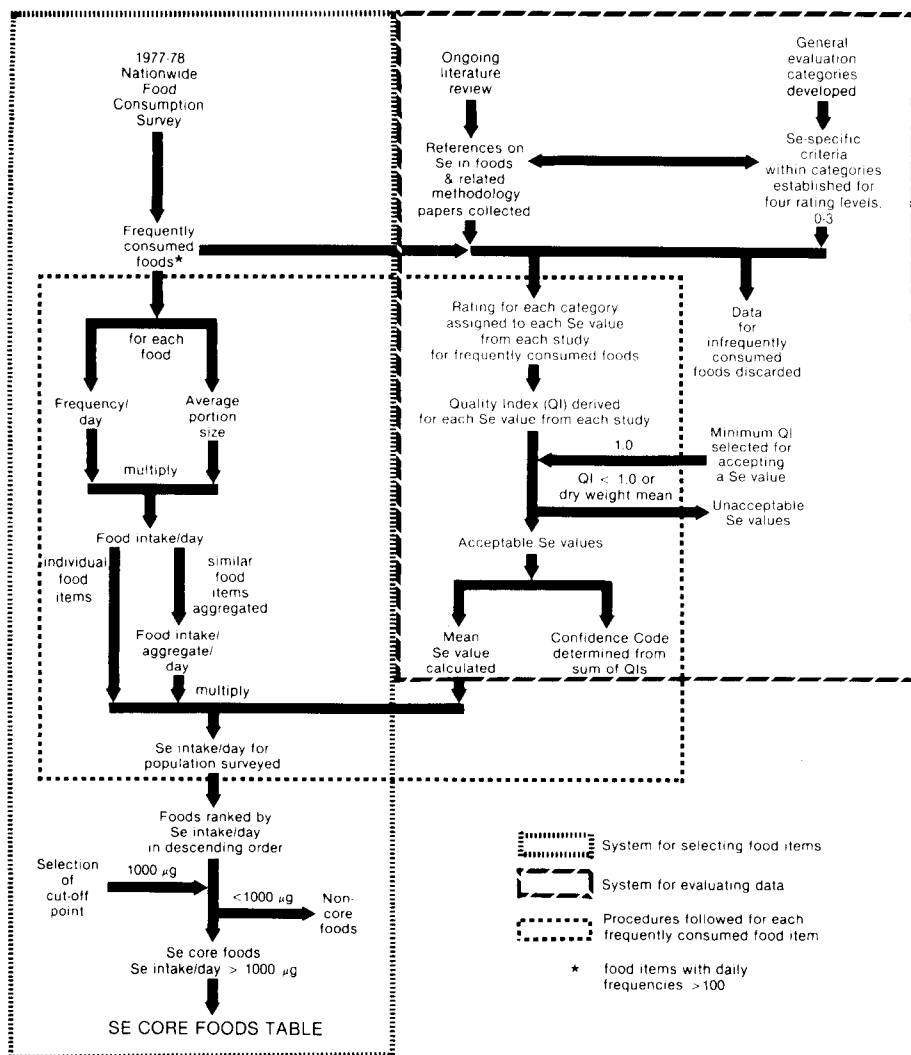 1977-78
Nationwide
Food
Consumption
Survey
Frequently
consumed
foods*
for each
food
Frequency/
day
Average
portion
size
multiply
Food intake/day
individual
food
items
similar
food
items
aggregated
Food intake/
aggregate/
day
multiply
Se intake/day for
population surveyed
Foods ranked by
Se intake/day
in descending order
Selection
of
cut-off
point
1000 μg
<1000 μg
Non-
core
foods
Se core foods
Se intake/day > 1000 μg
SE CORE FOODS TABLE
Ongoing
literature
review
References on
Se in foods
& related
methodology
papers collected
General
evaluation
categories
developed
Se-specific
criteria
within categories
established for
four rating levels.
0-3
Rating for each category
assigned to each Se value
from each study
for frequently consumed foods
Data
for
infrequently
consumed
foods discarded
Quality Index (QI) derived
for each Se value from each study
1.0
Minimum QI
selected for
accepting
a Se value
QI < 1.0 or
dry weight mean
Unacceptable
Se values
Acceptable Se values
Mean
Se value
calculated
Confidence Code
determined from
sum of QIs
System for selecting food items
System for evaluating data
Procedures followed for each
frequently consumed food item
* food items with daily
frequencies >100